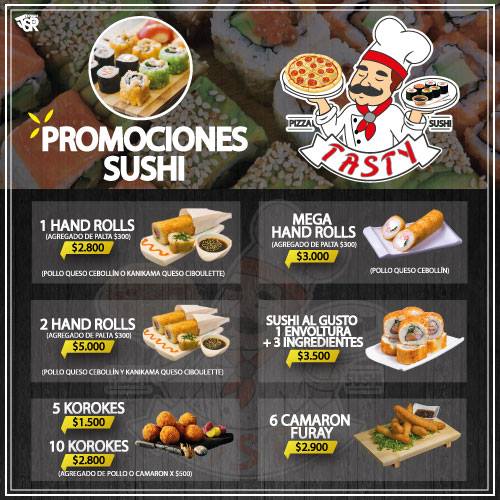 PROMOCIONES
SUSHI
PIZZA
SUSHI
TASTY
1 HAND ROLLS
(AGREGADO DE PALTA $300)
$2.800
(POLLO QUESO CEBOLLÍN O KANIKAMA QUESO CIBOULETTE)
MEGA
HAND ROLLS
(AGREGADO DE PALTA $300)
$3.000
(POLLO QUESO CEBOLLÍN)
2 HAND ROLLS
(AGREGADO DE PALTA $300)
$5.000
(POLLO QUESO CEBOLLÍN Y KANIKAMA QUESO CIBOULETTE)
SUSHI AL GUSTO
1 ENVOLTURA
+ 3 INGREDIENTES
$3.500
5 KOROKES
$1.500
10 KOROKES
$2.800
(AGREGADO DE POLLO O CAMARON X $500)
6 CAMARON
FURAY
$2.900